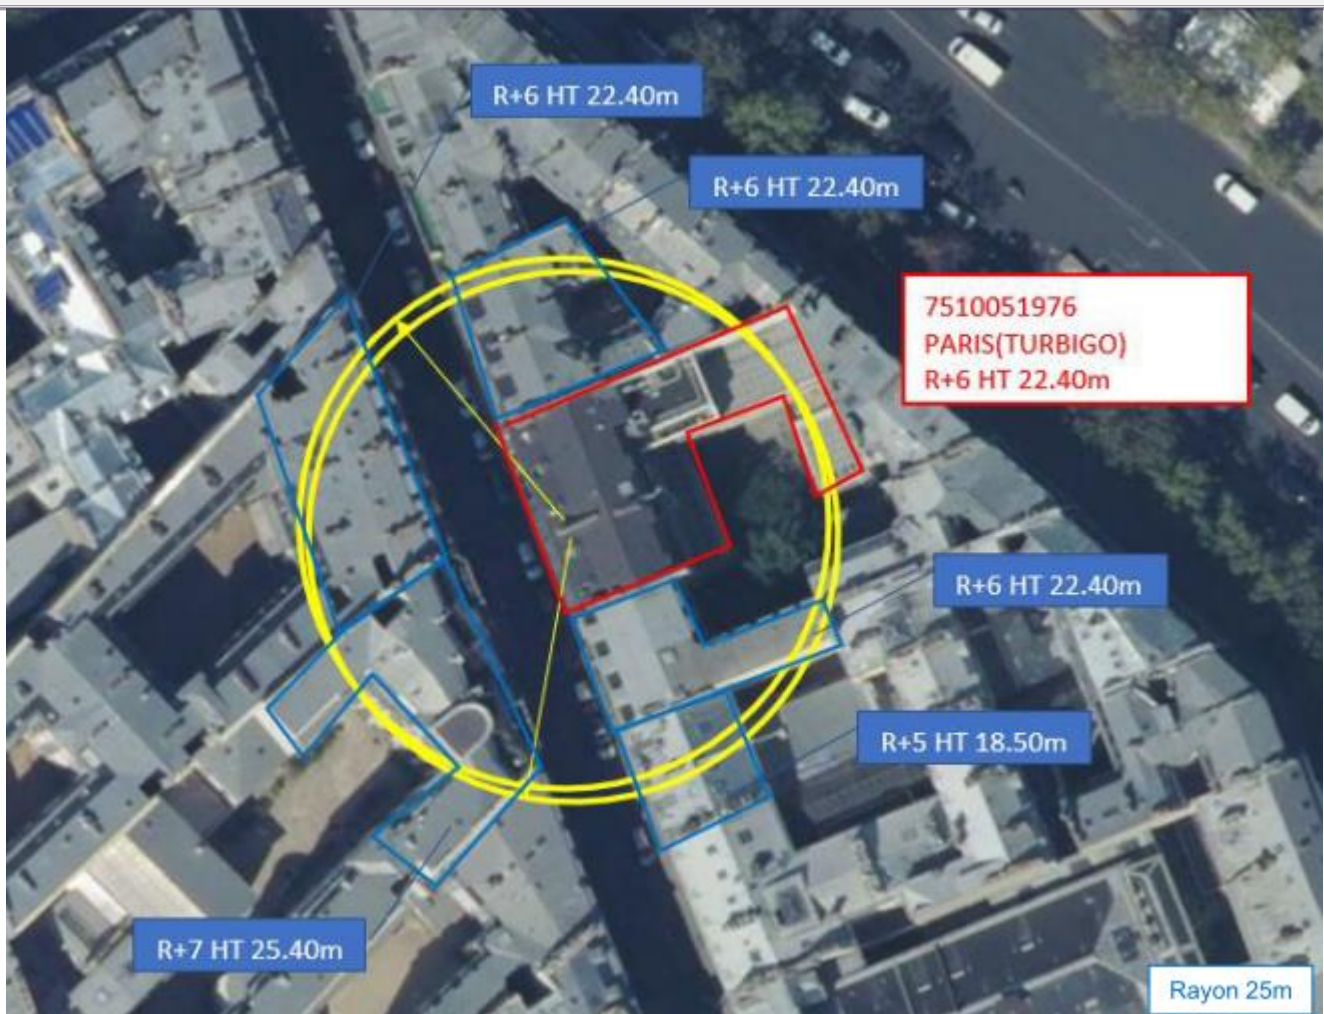 R+6 HT 22.40m
R+6 HT 22.40m
7510051976
PARIS(TURBIGO)
R+6 HT 22.40m
R+6 HT 22.40m
R+5 HT 18.50m
R+7 HT 25.40m
Rayon 25m